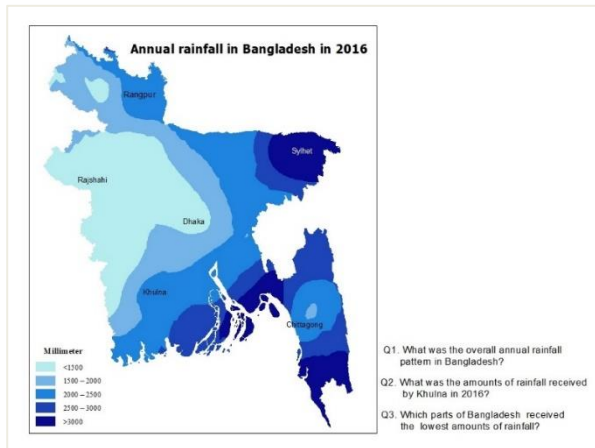 Annual rainfall in Bangladesh in 2016
Rangpur
Sylhet
Rajshahi
Dhaka
Khulna
Chittagong
Millimeter
<1500
1500 – 2000
2000 – 2500
2500 – 3000
>3000
Q1. What was the overall annual rainfall
pattern in Bangladesh?
Q2. What was the amounts of rainfall received
by Khulna in 2016?
Q3. Which parts of Bangladesh received
the lowest amounts of rainfall?